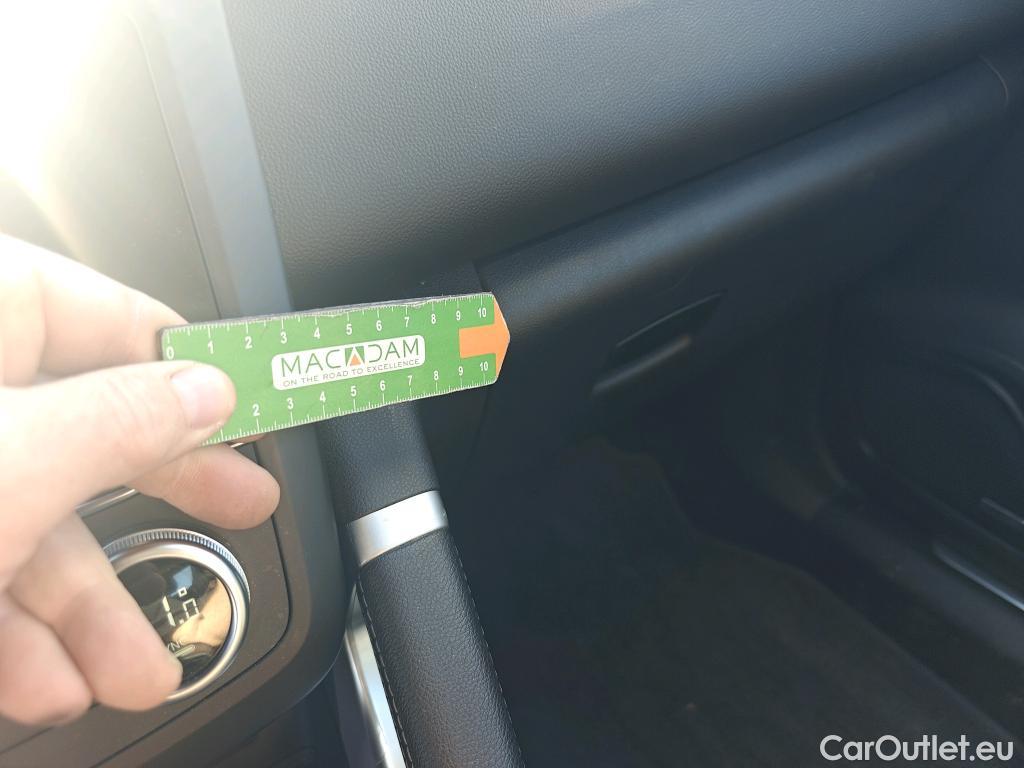 0 1 2 3 4 5 6 7 8 9 10
MACADAM
ON THE ROAD TO EXCELLENCE
2 3 4 5 6 7 8 9 10
CarOutlet.eu